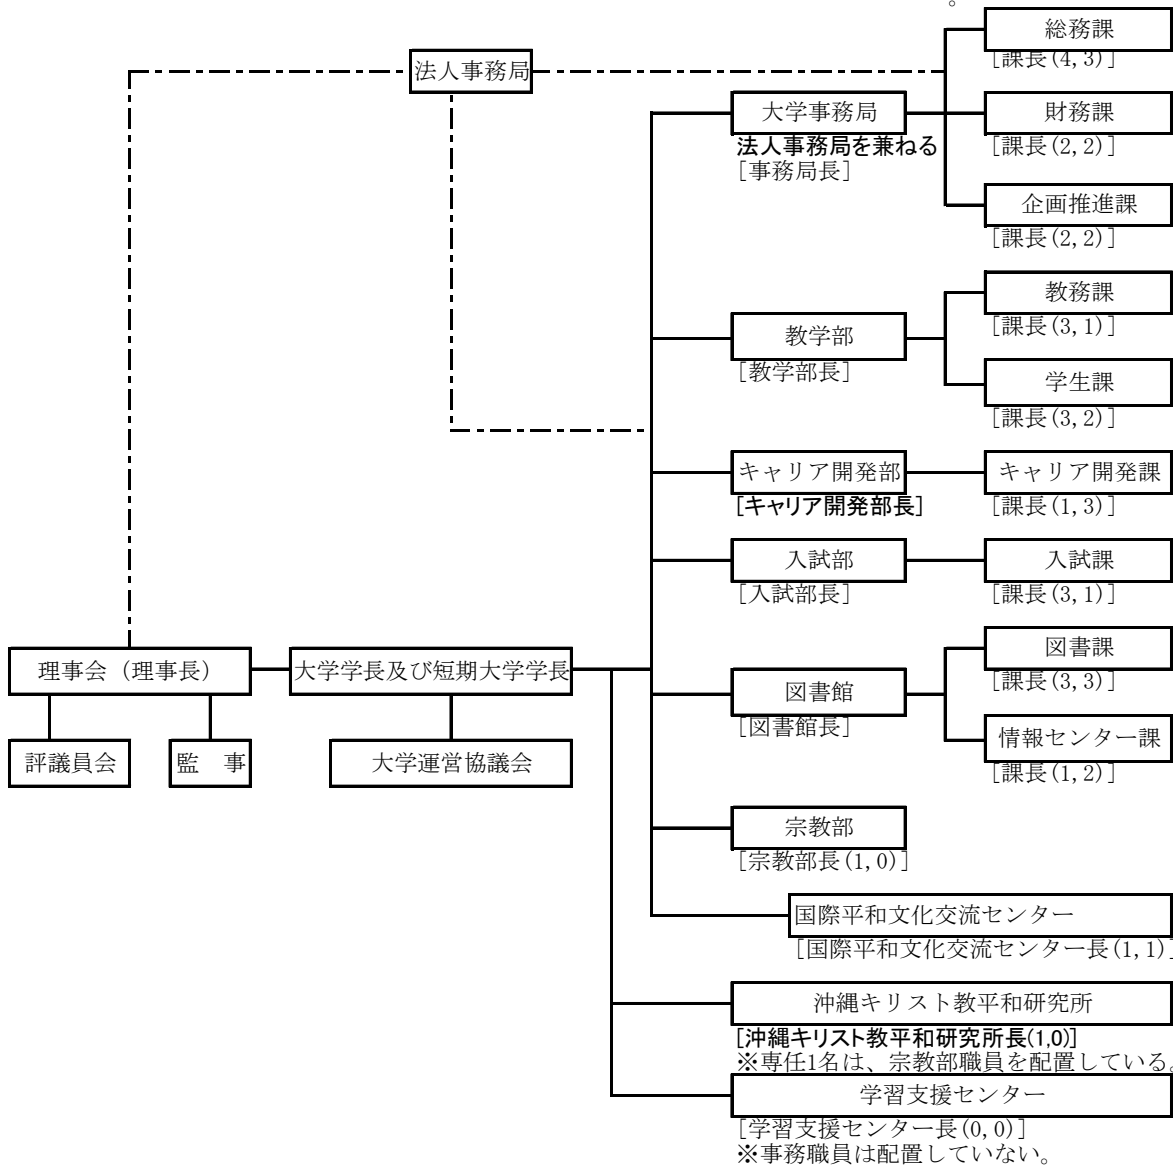 。
総務課
[課長(4,3)]
法人事務局
大学事務局
法人事務局を兼ねる
[事務局長]
財務課
[課長(2,2)]
企画推進課
[課長(2,2)]
教学部
[教学部長]
教務課
[課長(3,1)]
学生課
[課長(3,2)]
キャリア開発部
[キャリア開発部長]
キャリア開発課
[課長(1,3)]
入試部
[入試部長]
入試課
[課長(3,1)]
理事会（理事長）
大学学長及び短期大学学長
評議員会
監　事
大学運営協議会
図書館
[図書館長]
図書課
[課長(3,3)]
情報センター課
[課長(1,2)]
宗教部
[宗教部長(1,0)]
国際平和文化交流センター
[国際平和文化交流センター長(1,1)]
沖縄キリスト教平和研究所
[沖縄キリスト教平和研究所長(1,0)]
※専任1名は、宗教部職員を配置している。
学習支援センター
[学習支援センター長(0,0)]
※事務職員は配置していない。